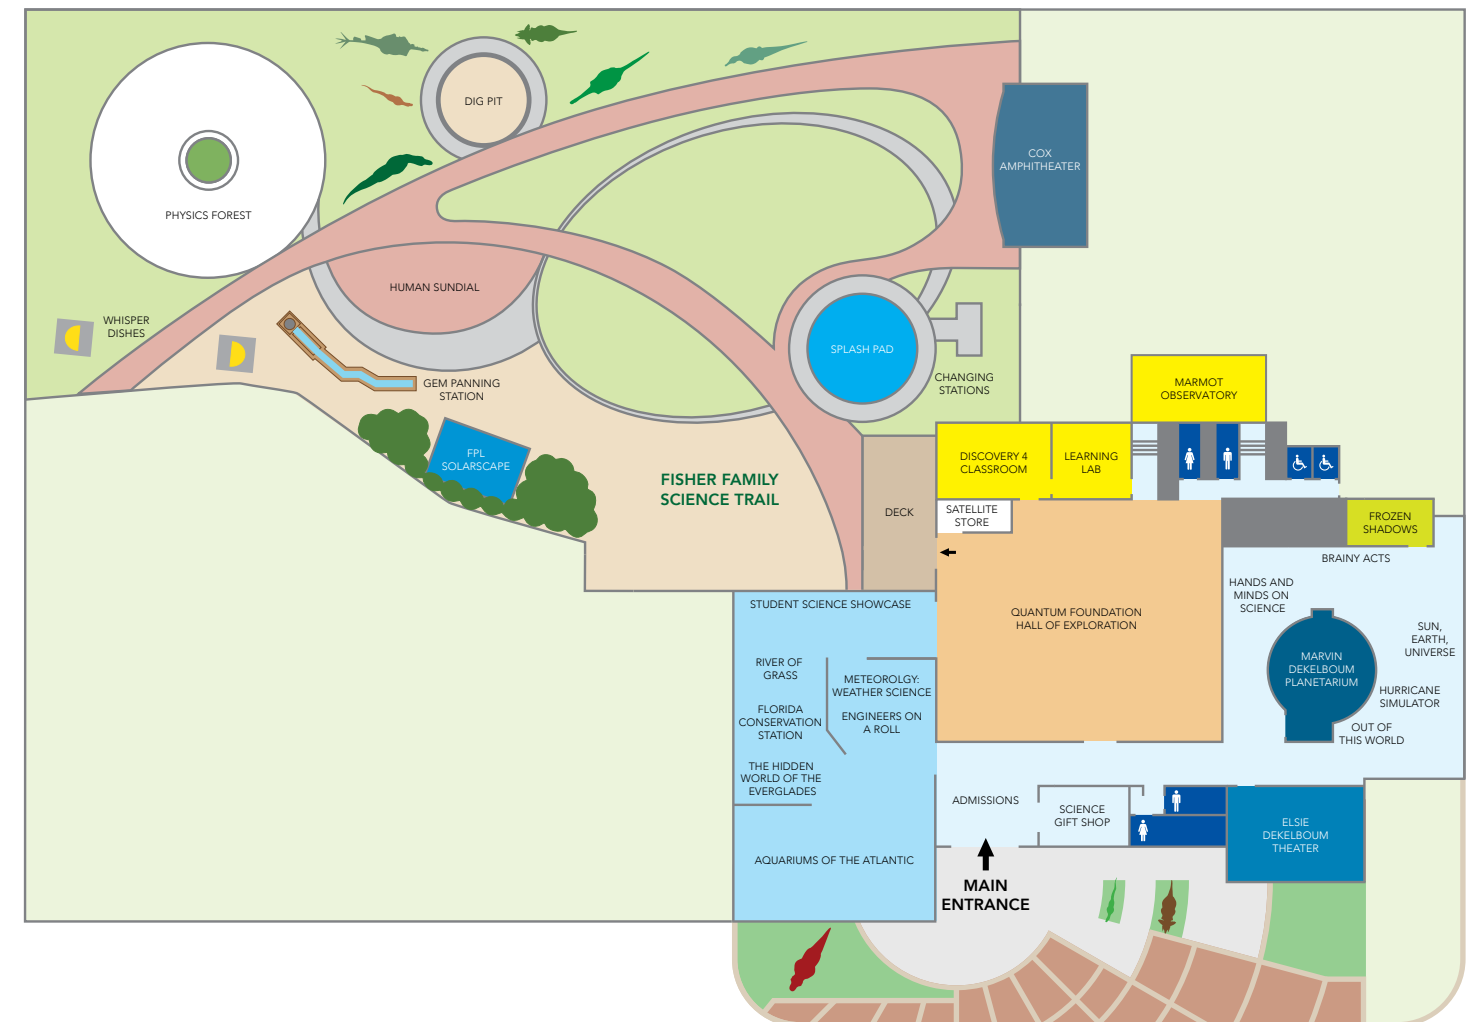 DIG PIT
COX
AMPHITHEATER
PHYSICS FOREST
HUMAN SUNDIAL
WHISPER
DISHES
SPLASH PAD
GEM PANNING
STATION
CHANGING
STATIONS
MARMOT
OBSERVATORY
FPL
SOLARSCAPE
DISCOVERY 4
CLASSROOM
LEARNING
LAB
FISHER FAMILY
SCIENCE TRAIL
DECK
SATELLITE
STORE
FROZEN
SHADOWS
BRAINY ACTS
HANDS AND
MINDS ON
SCIENCE
STUDENT SCIENCE SHOWCASE
QUANTUM FOUNDATION
HALL OF EXPLORATION
SUN,
EARTH,
UNIVERSE
MARVIN
DEKELBOUM
PLANETARIUM
RIVER OF
GRASS
METEOROLGY:
WEATHER SCIENCE
HURRICANE
SIMULATOR
FLORIDA
CONSERVATION
STATION
ENGINEERS ON
A ROLL
OUT OF
THIS WORLD
THE HIDDEN
WORLD OF THE
EVERGLADES
ADMISSIONS
SCIENCE
GIFT SHOP
ELSIE
DEKELBOUM
THEATER
AQUARIUMS OF THE ATLANTIC
MAIN
ENTRANCE